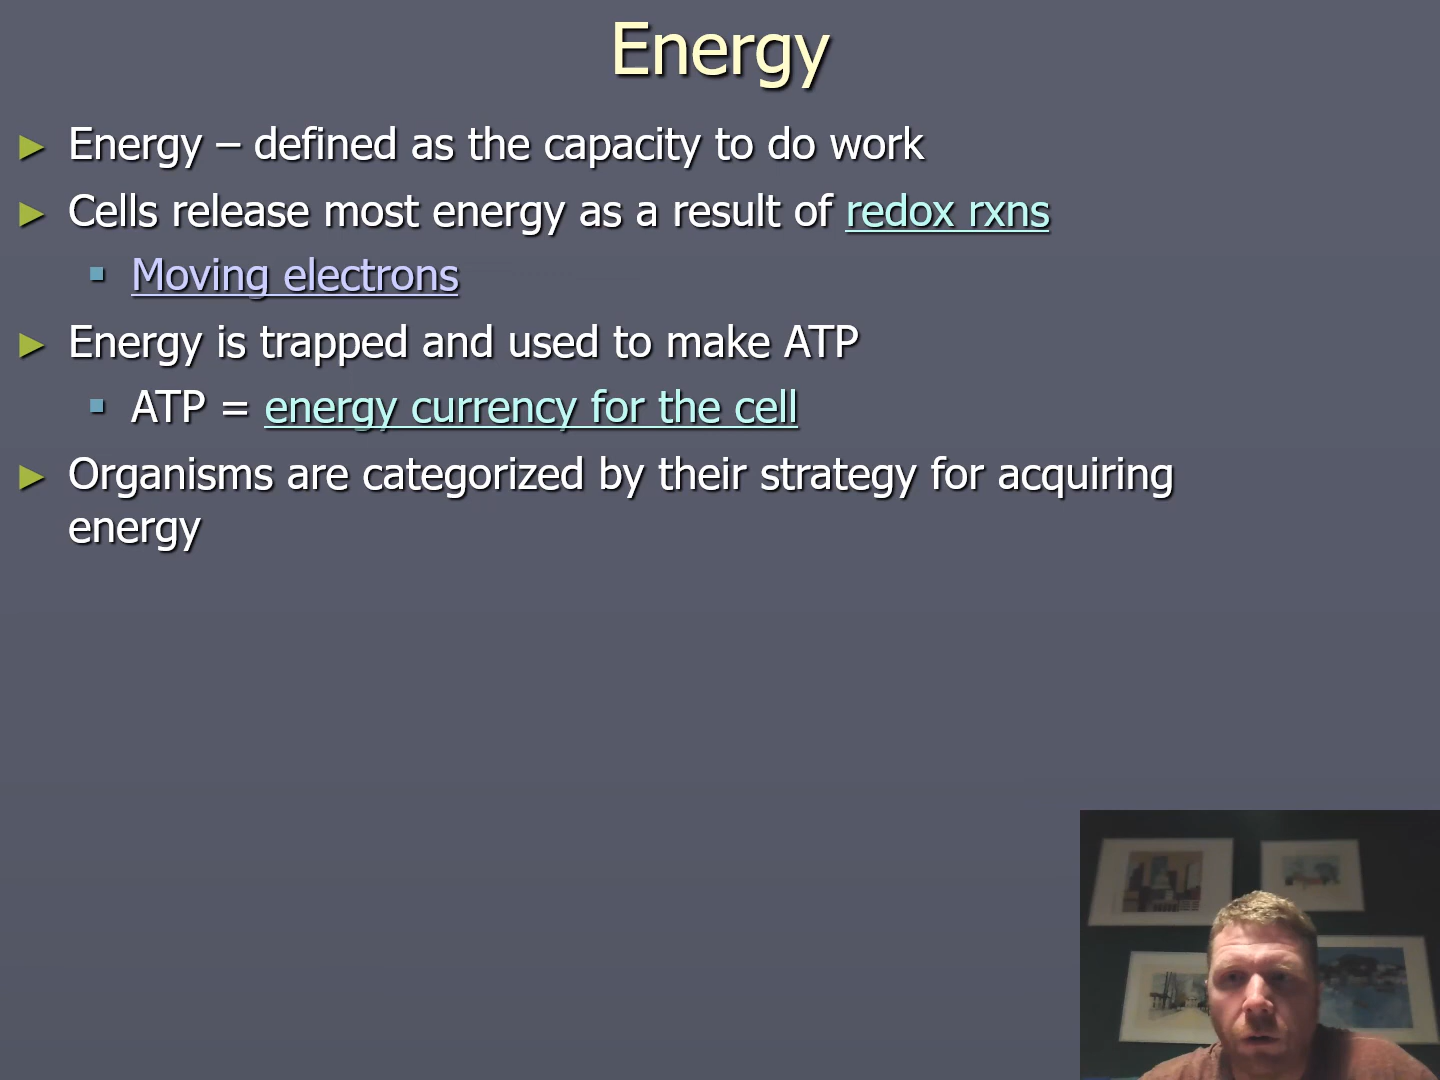 Energy
► Energy – defined as the capacity to do work
► Cells release most energy as a result of redox rxns
▪ Moving electrons
► Energy is trapped and used to make ATP
▪ ATP = energy currency for the cell
► Organisms are categorized by their strategy for acquiring
energy